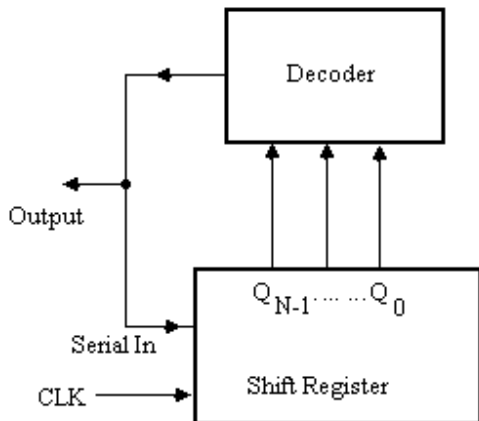 Decoder
Output
Q N-1 ... ... Q 0
Serial In
Shift Register
CLK